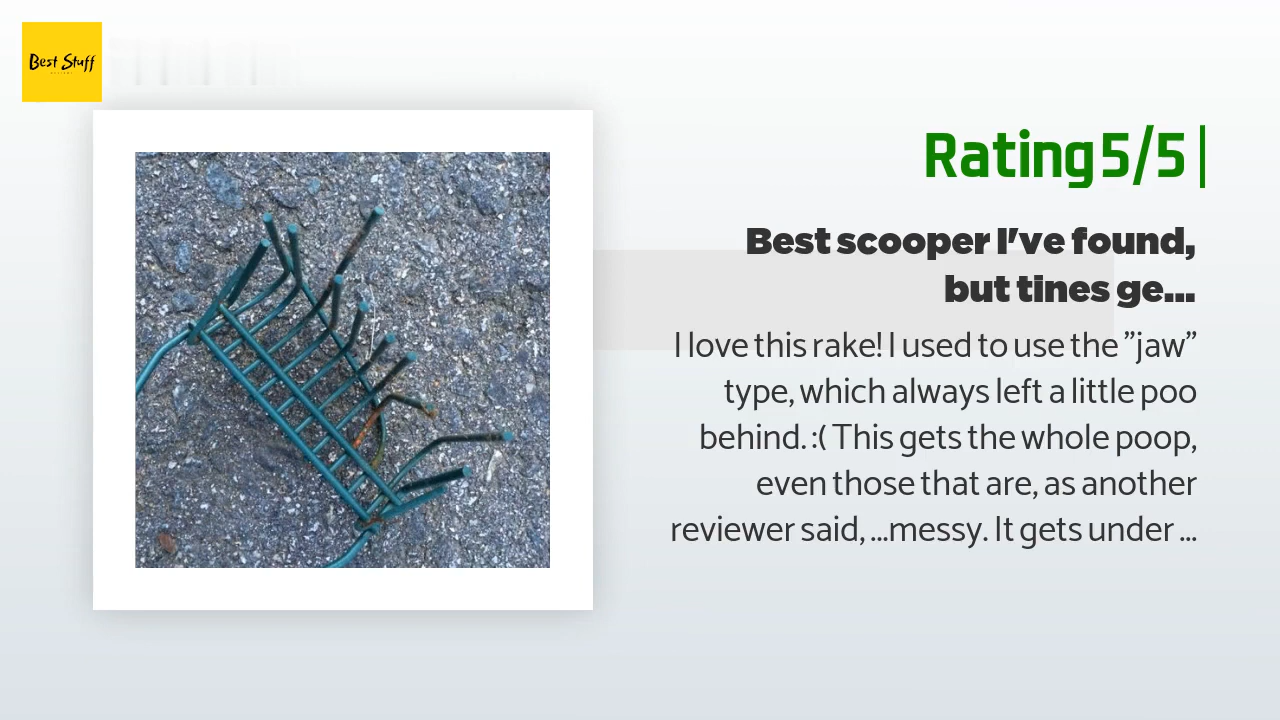 Best Stuff
Rating 5/5
Best scooper I've found,
but tines ge...
I love this rake! I used to use the "jaw"
type, which always left a little poo
behind. :( This gets the whole poop,
even those that are, as another
reviewer said, ...messy. It gets under ...